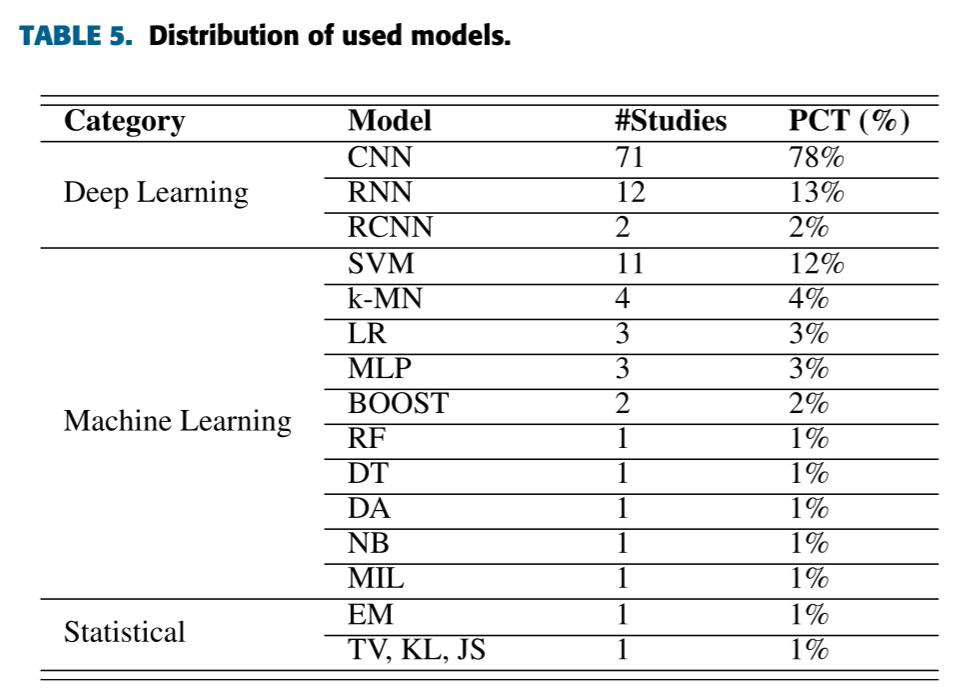 TABLE 5. Distribution of used models.
Category Model #Studies PCT (%)
CNN 71 78%
Deep Learning RNN 12 13%
RCNN 2 2%
SVM 11 12%
k-MN 4 4%
LR 3 3%
MLP 3 3%
BOOST 2 2%
Machine Learning
RF 1 1%
DT 1 1%
DA 1 1%
NB 1 1%
MIL 1 1%
EM 1 1%
Statistical
TV, KL, JS 1 1%